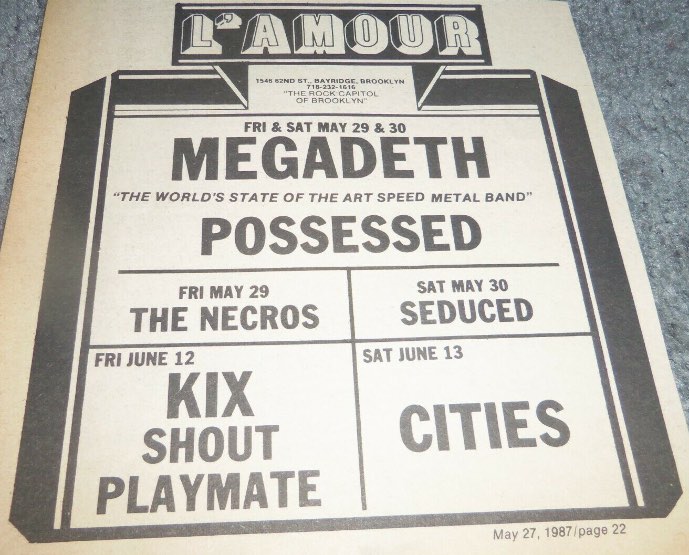 L'AMOUR
1546 62ND ST., BAYRIDGE, BROOKLYN
718-232-1616
"THE ROCK CAPITOL
OF BROOKLYN"
FRI & SAT MAY 29 & 30
MEGADETH
"THE WORLD'S STATE OF THE ART SPEED METAL BAND"
POSSESSED
FRI MAY 29
THE NECROS
SAT MAY 30
SEDUCED
FRI JUNE 12
KIX
SHOUT
PLAYMATE
SAT JUNE 13
CITIES
May 27, 1987/page 22